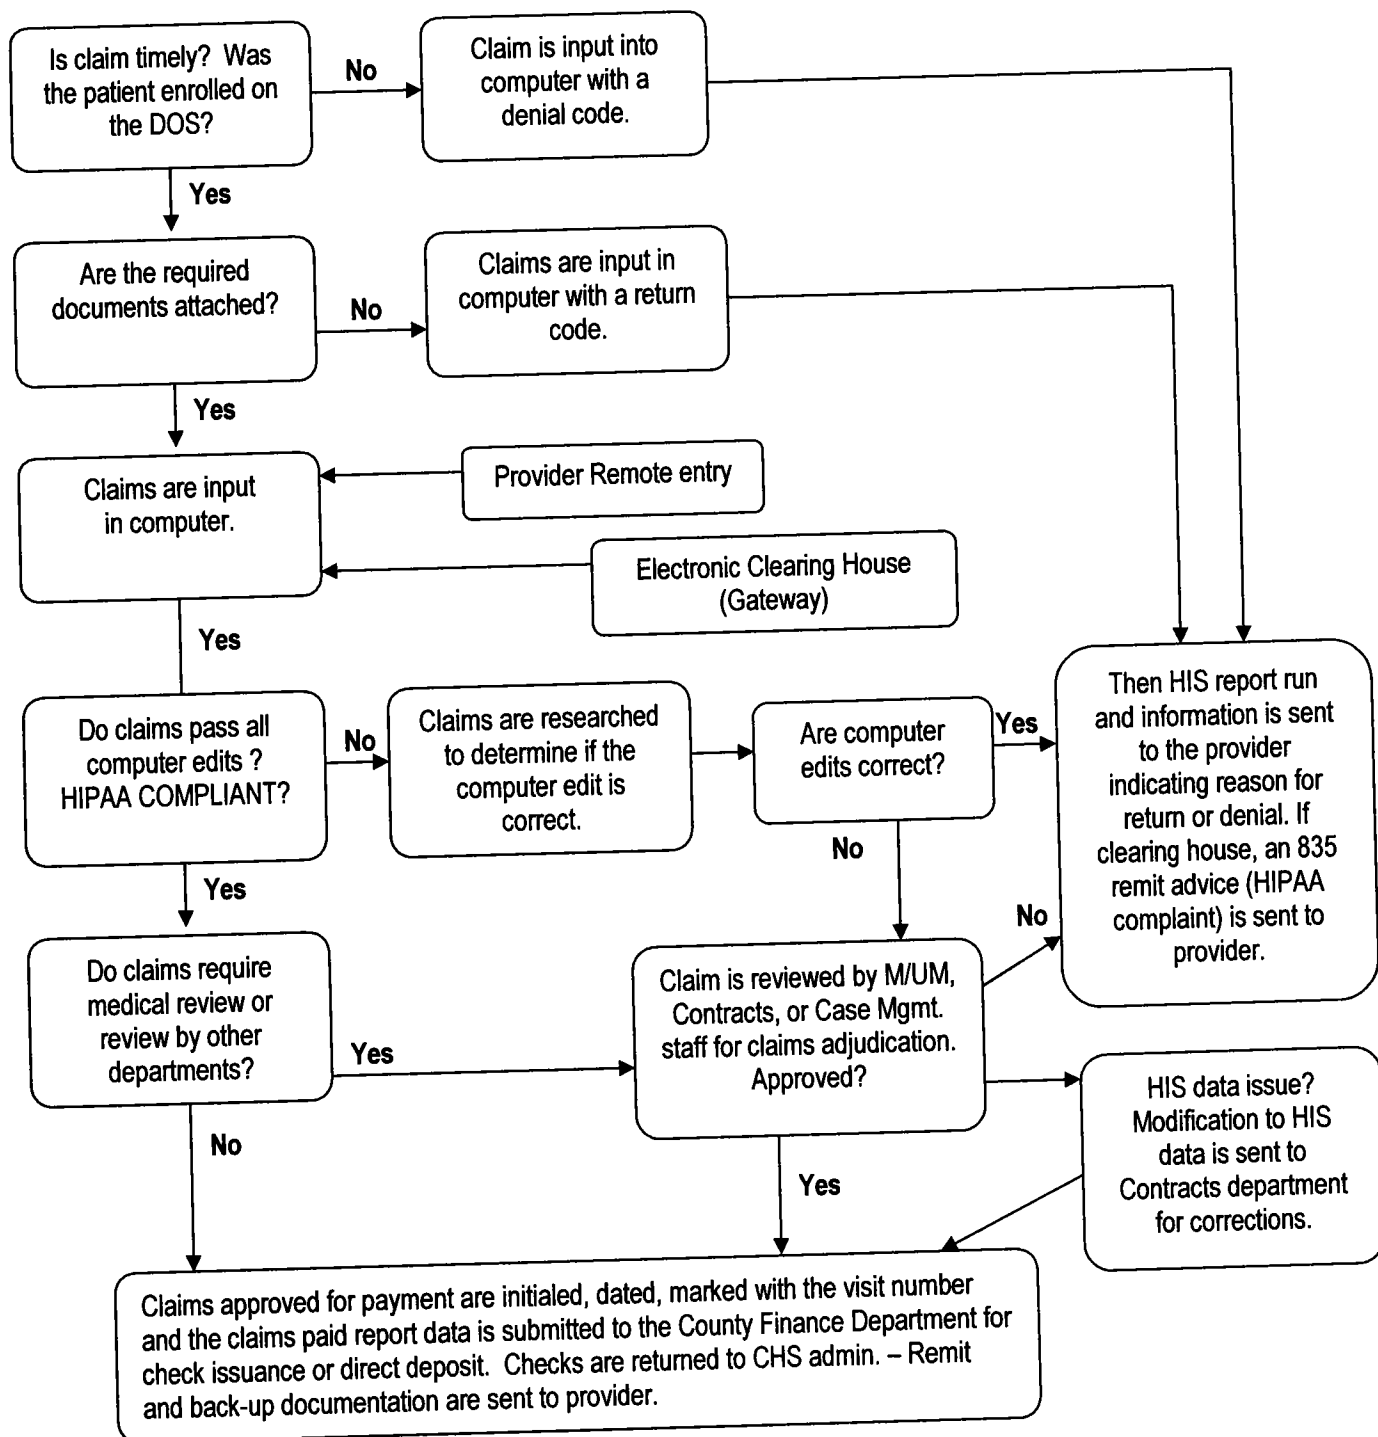 Is claim timely? Was
the patient enrolled on
the DOS?
No
Claim is input into
computer with a
denial code.
Yes
Are the required
documents attached?
No
Claims are input in
computer with a return
code.
Yes
Claims are input
in computer.
Provider Remote entry
Electronic Clearing House
(Gateway)
Yes
Do claims pass all
computer edits ?
HIPAA COMPLIANT?
No
Claims are researched
to determine if the
computer edit is
correct.
Are computer
edits correct?
Yes
Then HIS report run
and information is sent
to the provider
indicating reason for
return or denial. If
clearing house, an 835
remit advice (HIPAA
complaint) is sent to
provider.
No
Yes
No
Do claims require
medical review or
review by other
departments?
Yes
Claim is reviewed by M/UM,
Contracts, or Case Mgmt.
staff for claims adjudication.
Approved?
HIS data issue?
Modification to HIS
data is sent to
Contracts department
for corrections.
No
Yes
Claims approved for payment are initialed, dated, marked with the visit number
and the claims paid report data is submitted to the County Finance Department for
check issuance or direct deposit. Checks are returned to CHS admin. – Remit
and back-up documentation are sent to provider.